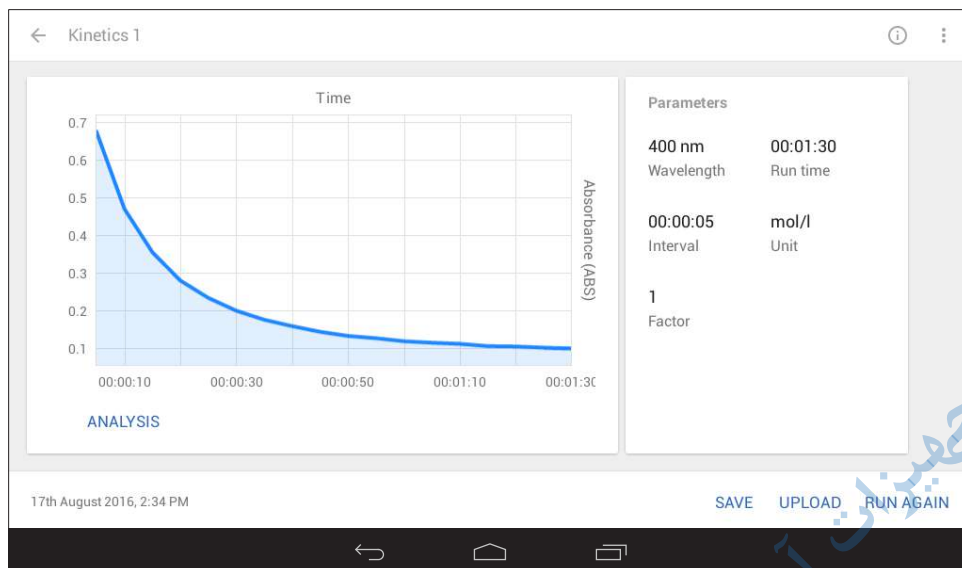 Kinetics 1
Time
0.7
0.6
0.5
0.4
0.3
0.2
0.1
Absorbance (ABS)
00:00:10 00:00:30 00:00:50 00:01:10 00:01:30
ANALYSIS
Parameters
400 nm 00:01:30
Wavelength Run time
00:00:05 mol/l
Interval Unit
1
Factor
17th August 2016, 2:34 PM
SAVE UPLOAD RUN AGAIN